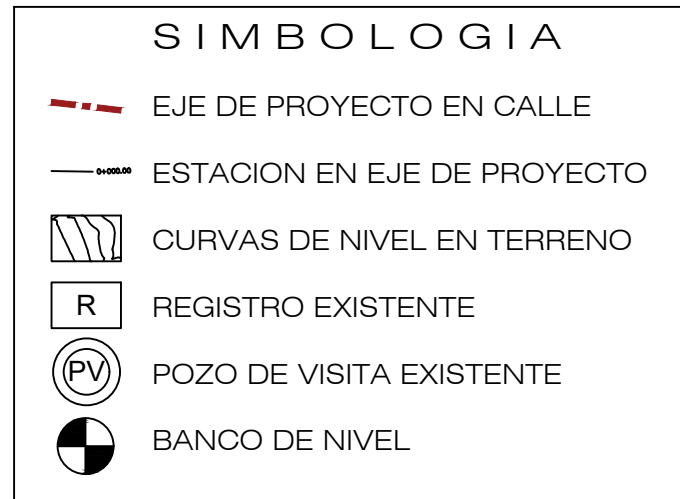 SIMBOLOGIA
EJE DE PROYECTO EN CALLE
0+000.00 ESTACION EN EJE DE PROYECTO
CURVAS DE NIVEL EN TERRENO
R REGISTRO EXISTENTE
PV POZO DE VISITA EXISTENTE
BANCO DE NIVEL